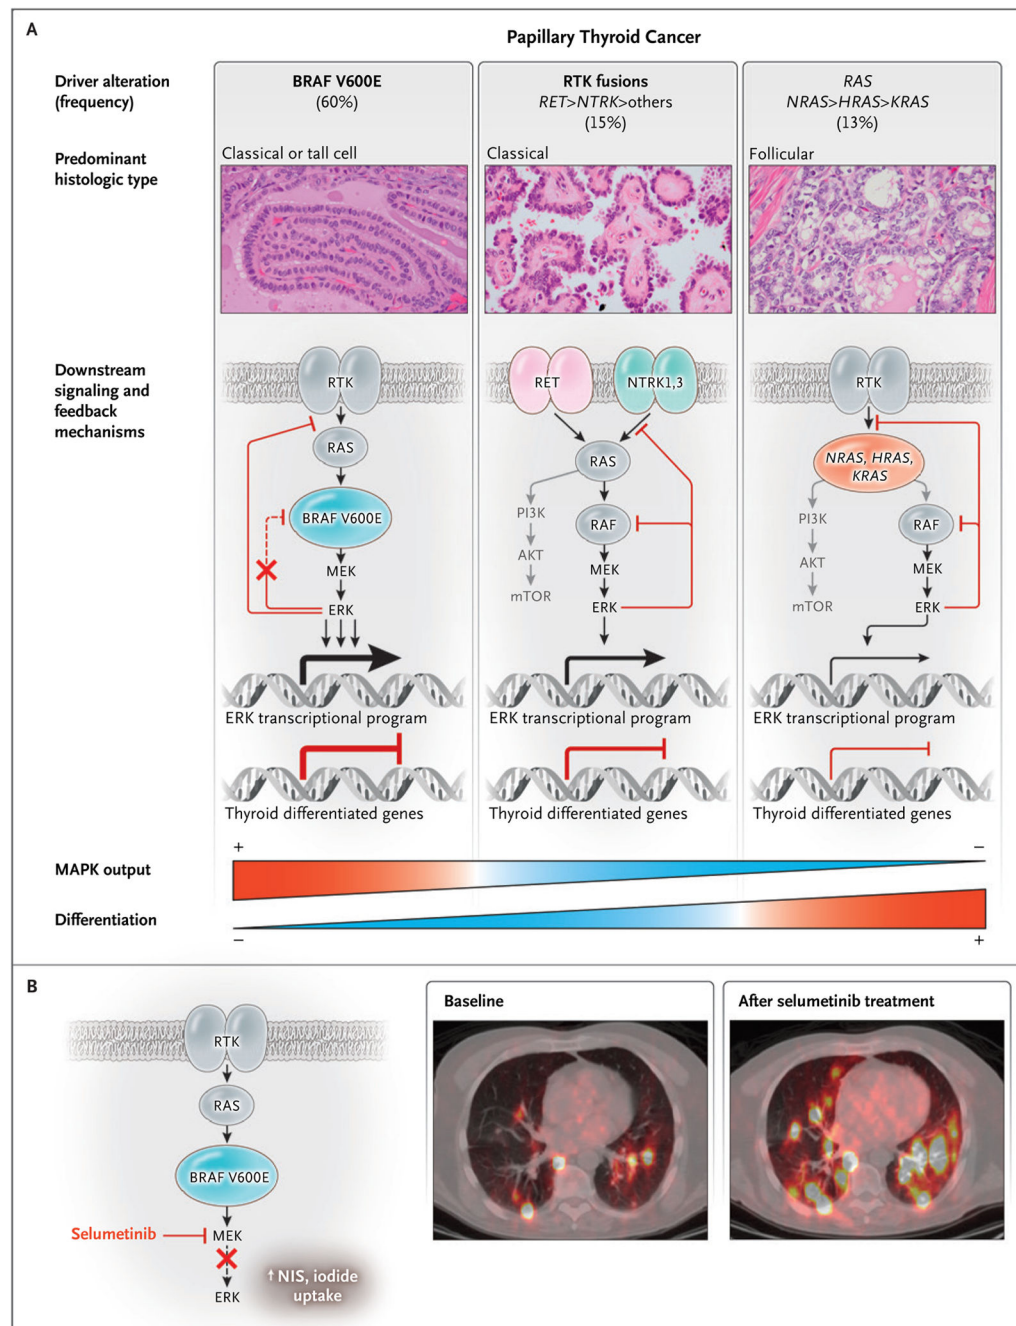 A
Papillary Thyroid Cancer
Driver alteration
(frequency)
BRAF V600E
(60%)
RTK fusions
RET>NTRK>others
(15%)
RAS
NRAS>HRAS>KRAS
(13%)
Predominant
histologic type
Classical or tall cell
Classical
Follicular
Downstream
signaling and
feedback
mechanisms
RTK
RAS
BRAF V600E
MEK
ERK
ERK transcriptional program
Thyroid differentiated genes
RET
NTRK1,3
RAS
PI3K
AKT
mTOR
RAF
MEK
ERK
ERK transcriptional program
Thyroid differentiated genes
RTK
NRAS, HRAS,
KRAS
PI3K
AKT
mTOR
RAF
MEK
ERK
ERK transcriptional program
Thyroid differentiated genes
+
−
MAPK output
Differentiation
−
+
B
RTK
RAS
BRAF V600E
Selumetinib
MEK
ERK
↑ NIS, iodide
uptake
Baseline
After selumetinib treatment